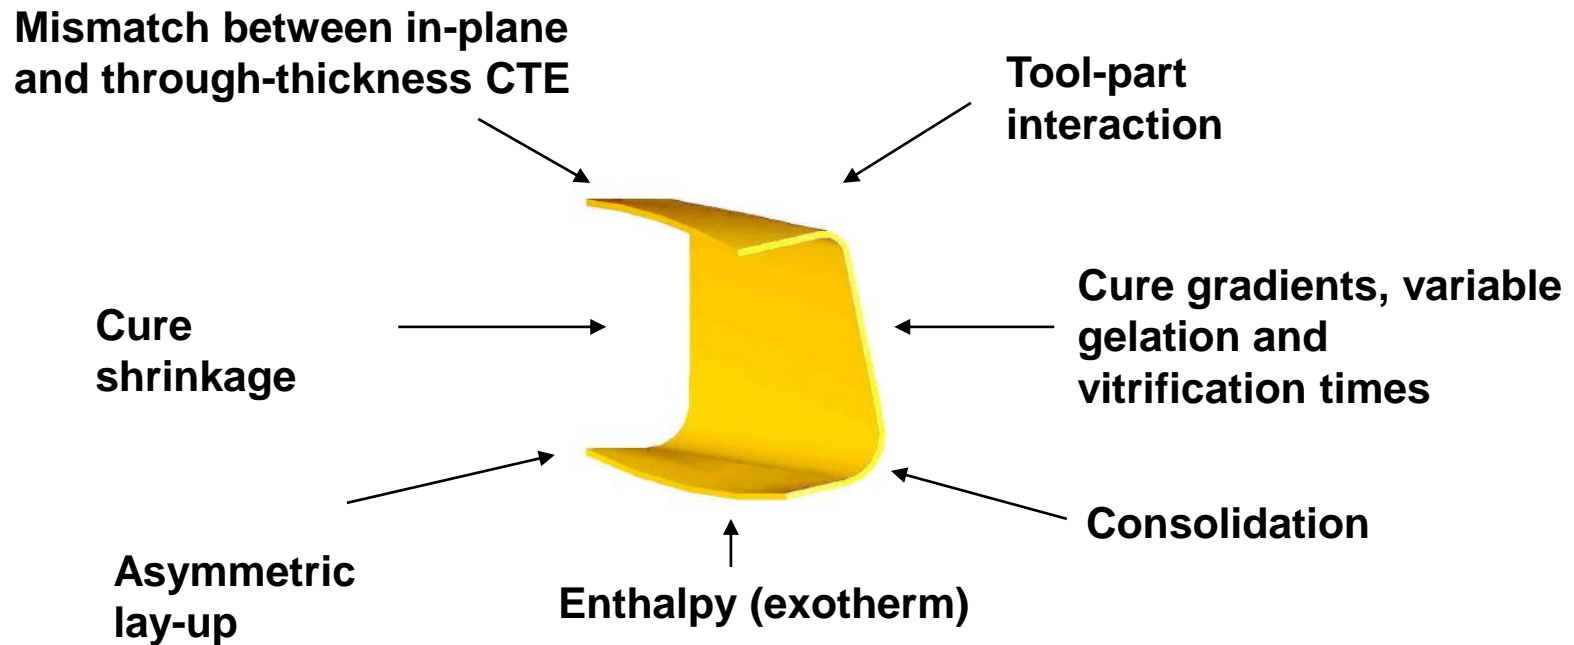 Mismatch between in-plane
and through-thickness CTE
Tool-part
interaction
Cure
shrinkage
Cure gradients, variable
gelation and
vitrification times
Asymmetric
lay-up
Enthalpy (exotherm)
Consolidation